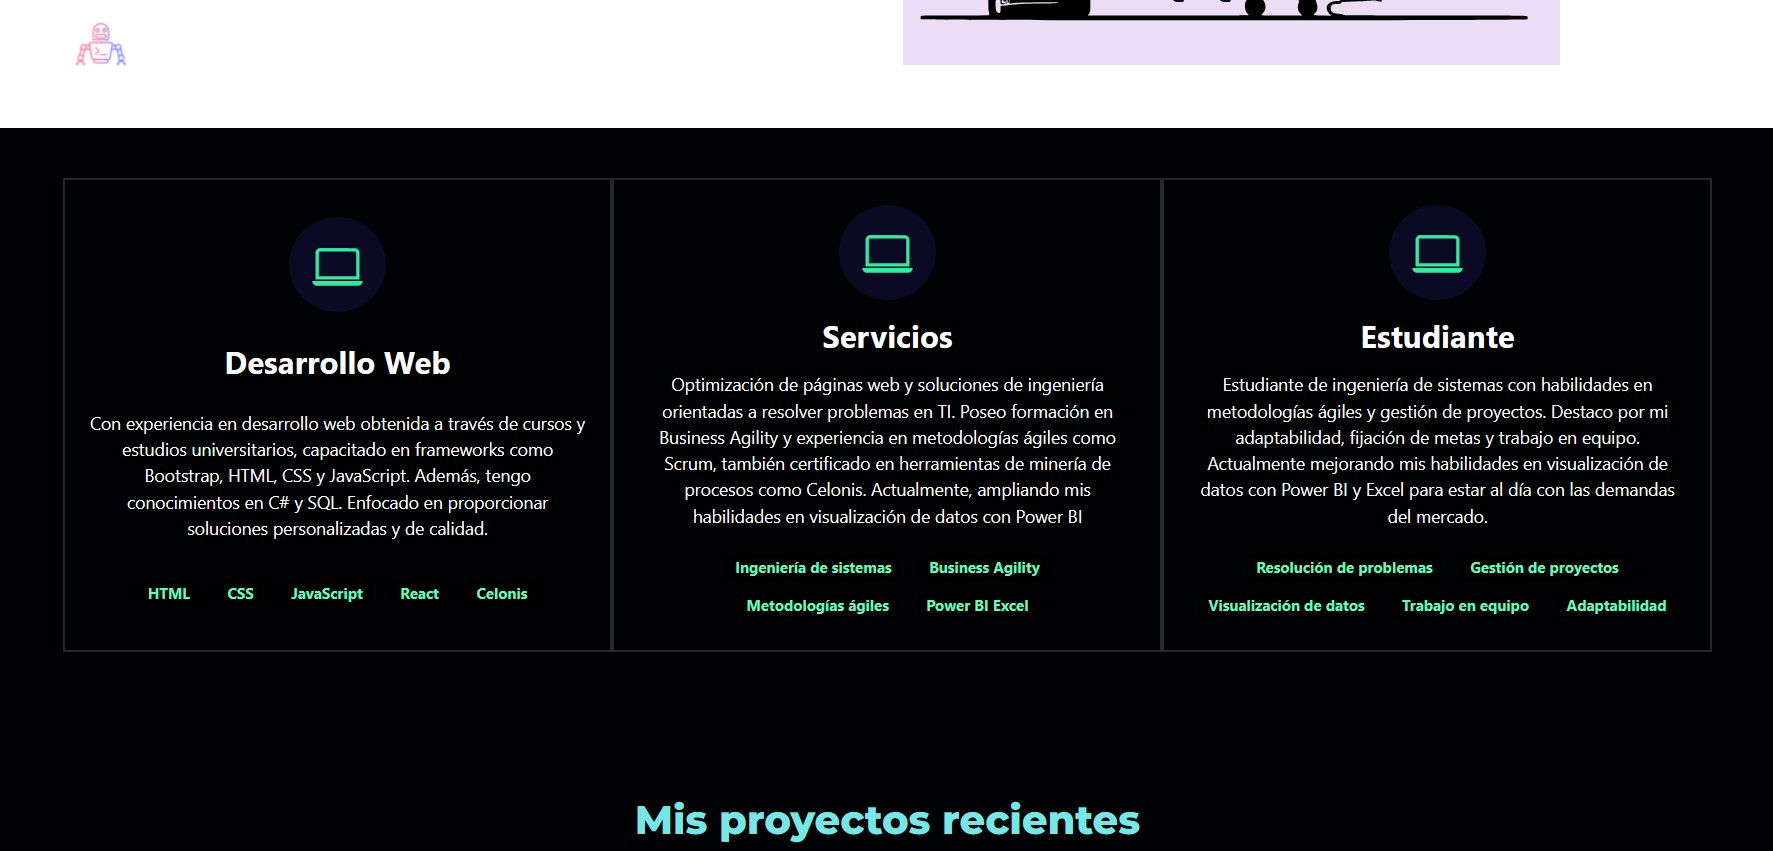 Desarrollo Web
Con experiencia en desarrollo web obtenida a través de cursos y
estudios universitarios, capacitado en frameworks como
Bootstrap, HTML, CSS y JavaScript. Además, tengo
conocimientos en C# y SQL. Enfocado en proporcionar
soluciones personalizadas y de calidad.
HTML CSS JavaScript React Celonis
Servicios
Optimización de páginas web y soluciones de ingeniería
orientadas a resolver problemas en TI. Poseo formación en
Business Agility y experiencia en metodologías ágiles como
Scrum, también certificado en herramientas de minería de
procesos como Celonis. Actualmente, ampliando mis
habilidades en visualización de datos con Power BI
Ingeniería de sistemas Business Agility
Metodologías ágiles Power BI Excel
Estudiante
Estudiante de ingeniería de sistemas con habilidades en
metodologías ágiles y gestión de proyectos. Destaco por mi
adaptabilidad, fijación de metas y trabajo en equipo.
Actualmente mejorando mis habilidades en visualización de
datos con Power BI y Excel para estar al día con las demandas
del mercado.
Resolución de problemas Gestión de proyectos
Visualización de datos Trabajo en equipo Adaptabilidad
Mis proyectos recientes